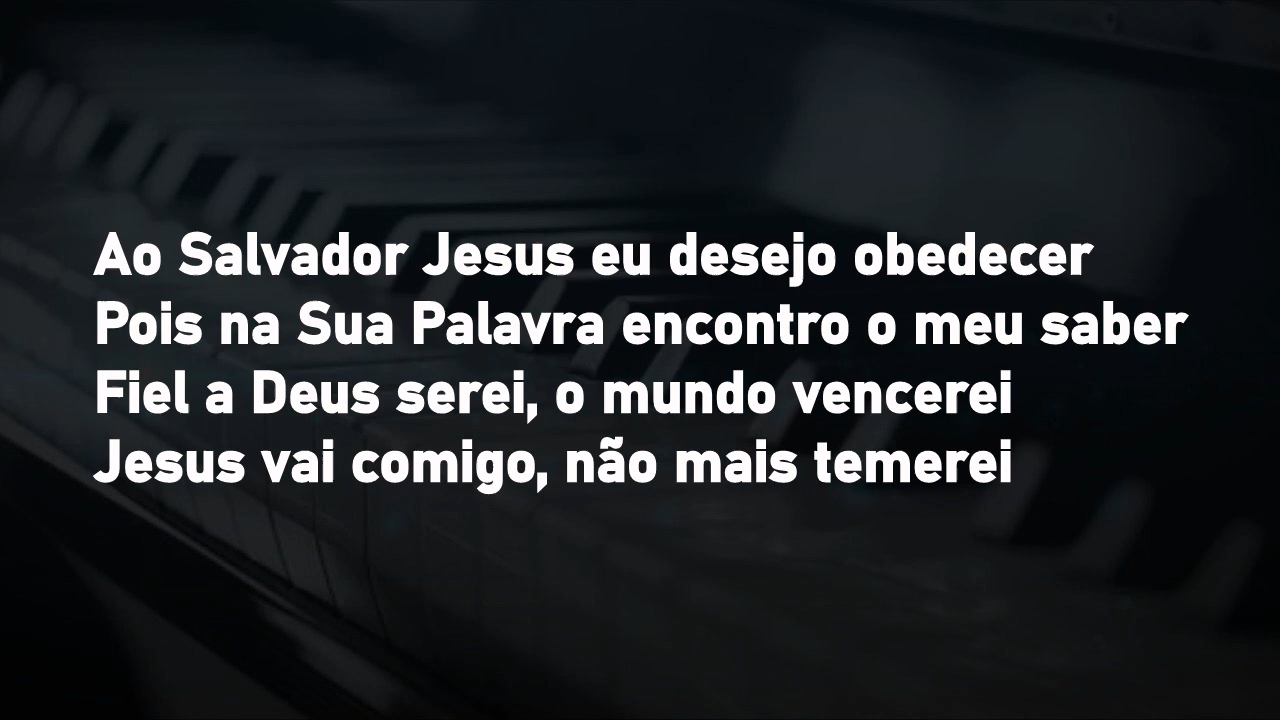 Ao Salvador Jesus eu desejo obedecer
Pois na Sua Palavra encontro o meu saber
Fiel a Deus serei, o mundo vencerei
Jesus vai comigo, não mais temerei